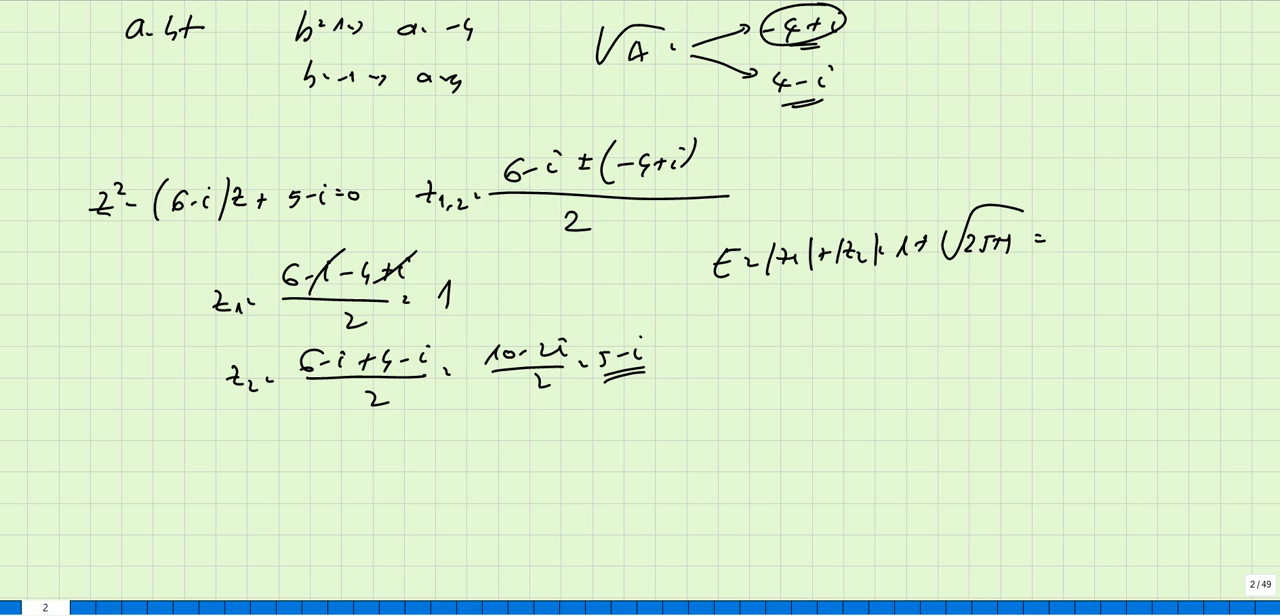 b = 1 → a = -4
√Δ = -4+i
b = -1 → a = 4
4-i
z² - (6-i)z + 5-i = 0 z₁,₂ = (6-i ± (-4+i))/2
E = |z₁| + |z₂| = 1 + √25+1 =
z₁ = (6-i-4+i)/2 = 1
z₂ = (6-i+4-i)/2 = (10-2i)/2 = 5-i
2 / 49
2